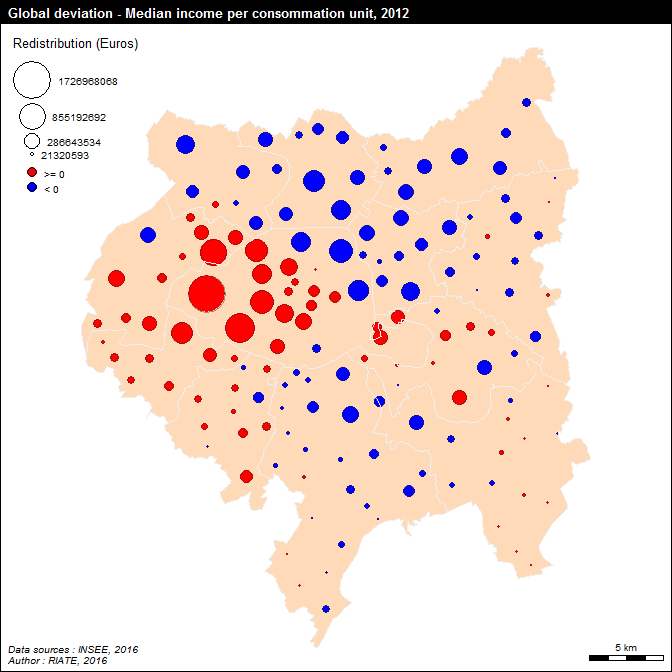 Global deviation - Median income per consommation unit, 2012
Redistribution (Euros)
1726968068
855192692
286643534
21320593
>= 0
< 0
5 km
Data sources : INSEE, 2016
Author : RIATE, 2016